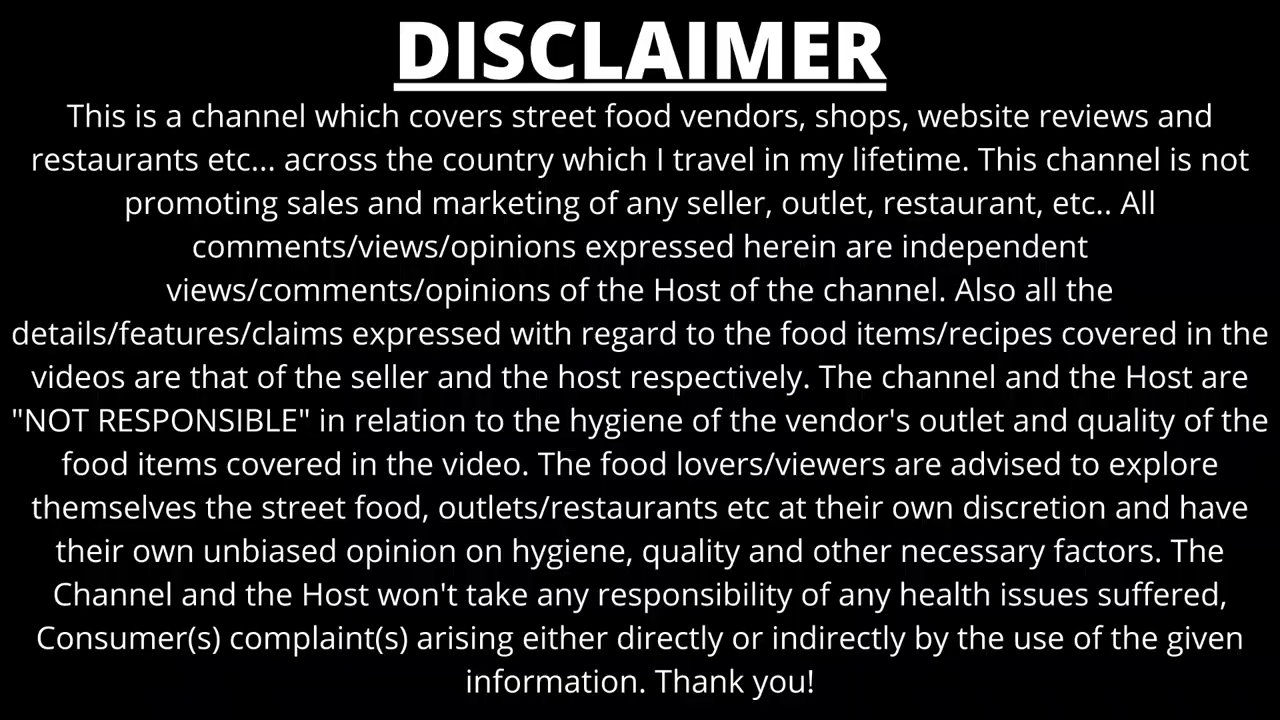 DISCLAIMER
This is a channel which covers street food vendors, shops, website reviews and
restaurants etc... across the country which I travel in my lifetime. This channel is not
promoting sales and marketing of any seller, outlet, restaurant, etc.. All
comments/views/opinions expressed herein are independent
views/comments/opinions of the Host of the channel. Also all the
details/features/claims expressed with regard to the food items/recipes covered in the
videos are that of the seller and the host respectively. The channel and the Host are
"NOT RESPONSIBLE" in relation to the hygiene of the vendor's outlet and quality of the
food items covered in the video. The food lovers/viewers are advised to explore
themselves the street food, outlets/restaurants etc at their own discretion and have
their own unbiased opinion on hygiene, quality and other necessary factors. The
Channel and the Host won't take any responsibility of any health issues suffered,
Consumer(s) complaint(s) arising either directly or indirectly by the use of the given
information. Thank you!